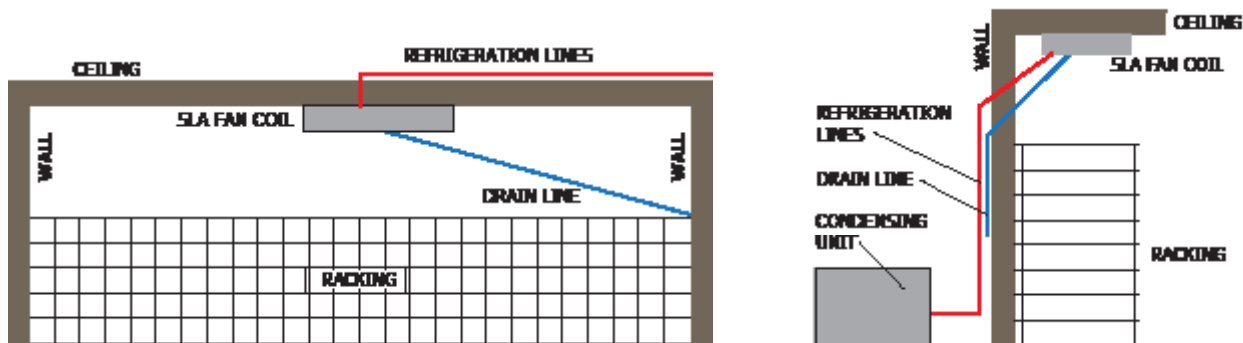 REFRIGERATION LINES
CEILING
SLA FAN COIL
WALL
WALL
DRAIN LINE
RACKING
CEILING
WALL
SLA FAN COIL
REFRIGERATION
LINES
DRAIN LINE
CONDENSING
UNIT
RACKING